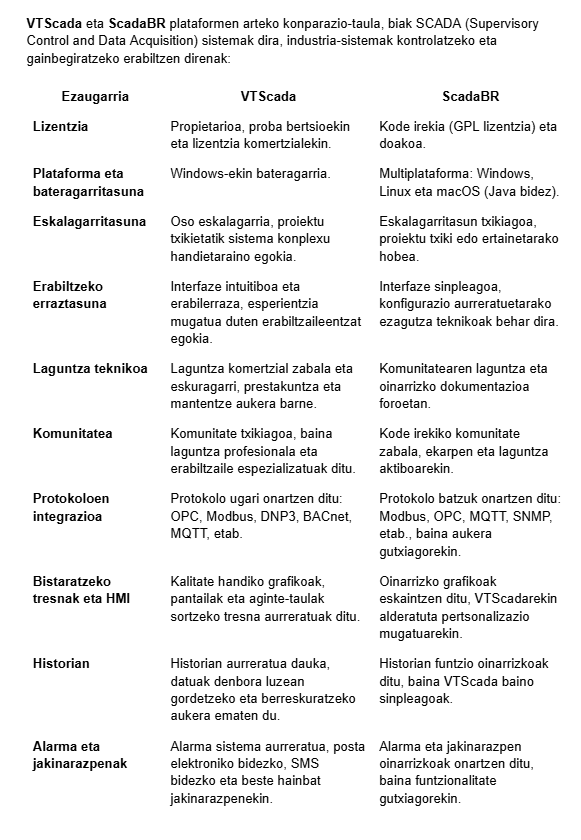 VTScada eta ScadaBR plataformen arteko konparazio-taula, biak SCADA (Supervisory
Control and Data Acquisition) sistemak dira, industria-sistemak kontrolatzeko eta
gainbegiratzeko erabiltzen direnak:
Ezaugarria VTScada ScadaBR
Lizentzia Propietarioa, proba bertsioekin Kode irekia (GPL lizentzia) eta
eta lizentzia komertzialekin. doakoa.
Plataforma eta Windows-ekin bateragarria. Multiplataforma: Windows,
bateragarritasuna Linux eta macOS (Java bidez).
Eskalagarritasuna Oso eskalagarria, proiektu Eskalagarritasun txikiagoa,
txikietatik sistema konplexu proiektu txiki edo ertainetarako
handietaraino egokia. hobea.
Erabiltzeko Interfaze intuitiboa eta Interfaze sinpleagoa,
erraztasuna erabilerraza, esperientzia konfigurazio aurreratuetarako
mugatua duten erabiltzaileentzat ezagutza teknikoak behar dira.
egokia.
Laguntza teknikoa Laguntza komertzial zabala eta Komunitatearen laguntza eta
eskuragarri, prestakuntza eta oinarrizko dokumentazioa
mantentze aukera barne. foroetan.
Komunitatea Komunitate txikiagoa, baina Kode irekiko komunitate
laguntza profesionala eta zabala, ekarpen eta laguntza
erabiltzaile espezializatuak ditu. aktiboarekin.
Protokoloen Protokolo ugari onartzen ditu: Protokolo batzuk onartzen ditu:
integrazioa OPC, Modbus, DNP3, BACnet, Modbus, OPC, MQTT, SNMP,
MQTT, etab. etab., baina aukera
gutxiagorekin.
Bistaratzeko Kalitate handiko grafikoak, Oinarrizko grafikoak
tresnak eta HMI pantailak eta aginte-taulak eskaintzen ditu, VTScadarekin
sortzeko tresna aurreratuak ditu. alderatuta pertsonalizazio
mugatuarekin.
Historian Historian aurreratua dauka, Historian funtzio oinarrizkoak
datuak denbora luzean ditu, baina VTScada baino
gordetzeko eta berreskuratzeko sinpleagoak.
aukera ematen du.
Alarma eta Alarma sistema aurreratua, posta Alarma eta jakinarazpen
jakinarazpenak elektroniko bidezko, SMS oinarrizkoak onartzen ditu,
bidezko eta beste hainbat baina funtzionalitate
jakinarazpenekin. gutxiagorekin.